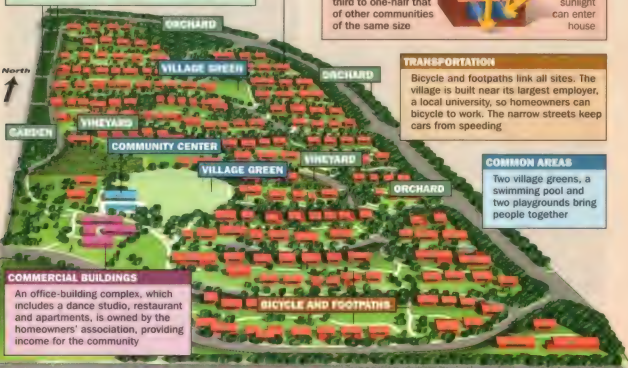 third to one-half that
of other communities
of the same size
sunlight
can enter
house
ORCHARD
VILLAGE GREEN
ORCHARD
North
TRANSPORTATION
Bicycle and footpaths link all sites. The
village is built near its largest employer,
a local university, so homeowners can
bicycle to work. The narrow streets keep
cars from speeding
GARDEN
VINEYARD
COMMUNITY CENTER
VILLAGE GREEN
VINEYARD
ORCHARD
COMMON AREAS
Two village greens, a
swimming pool and
two playgrounds bring
people together
COMMERCIAL BUILDINGS
An office-building complex, which
includes a dance studio, restaurant
and apartments, is owned by the
homeowners' association, providing
income for the community
BICYCLE AND FOOTPATHS